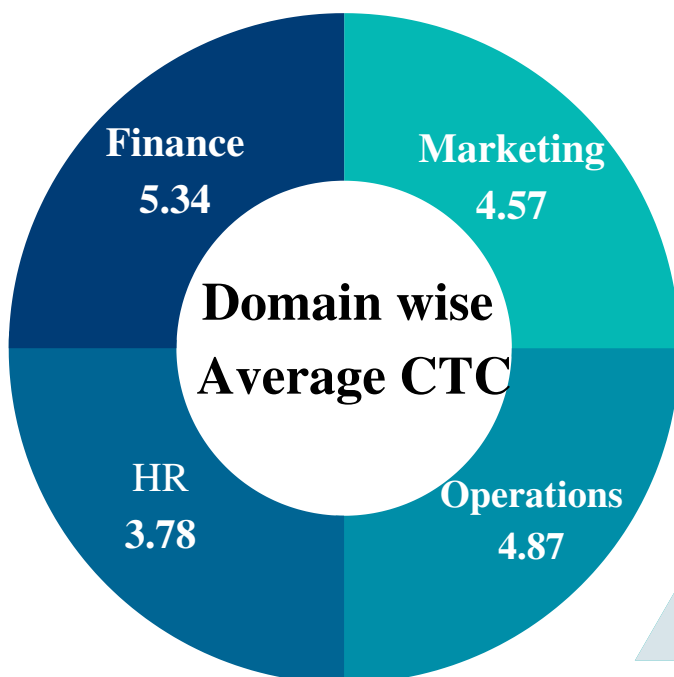 Finance
5.34
Marketing
4.57
Domain wise
Average CTC
HR
3.78
Operations
4.87